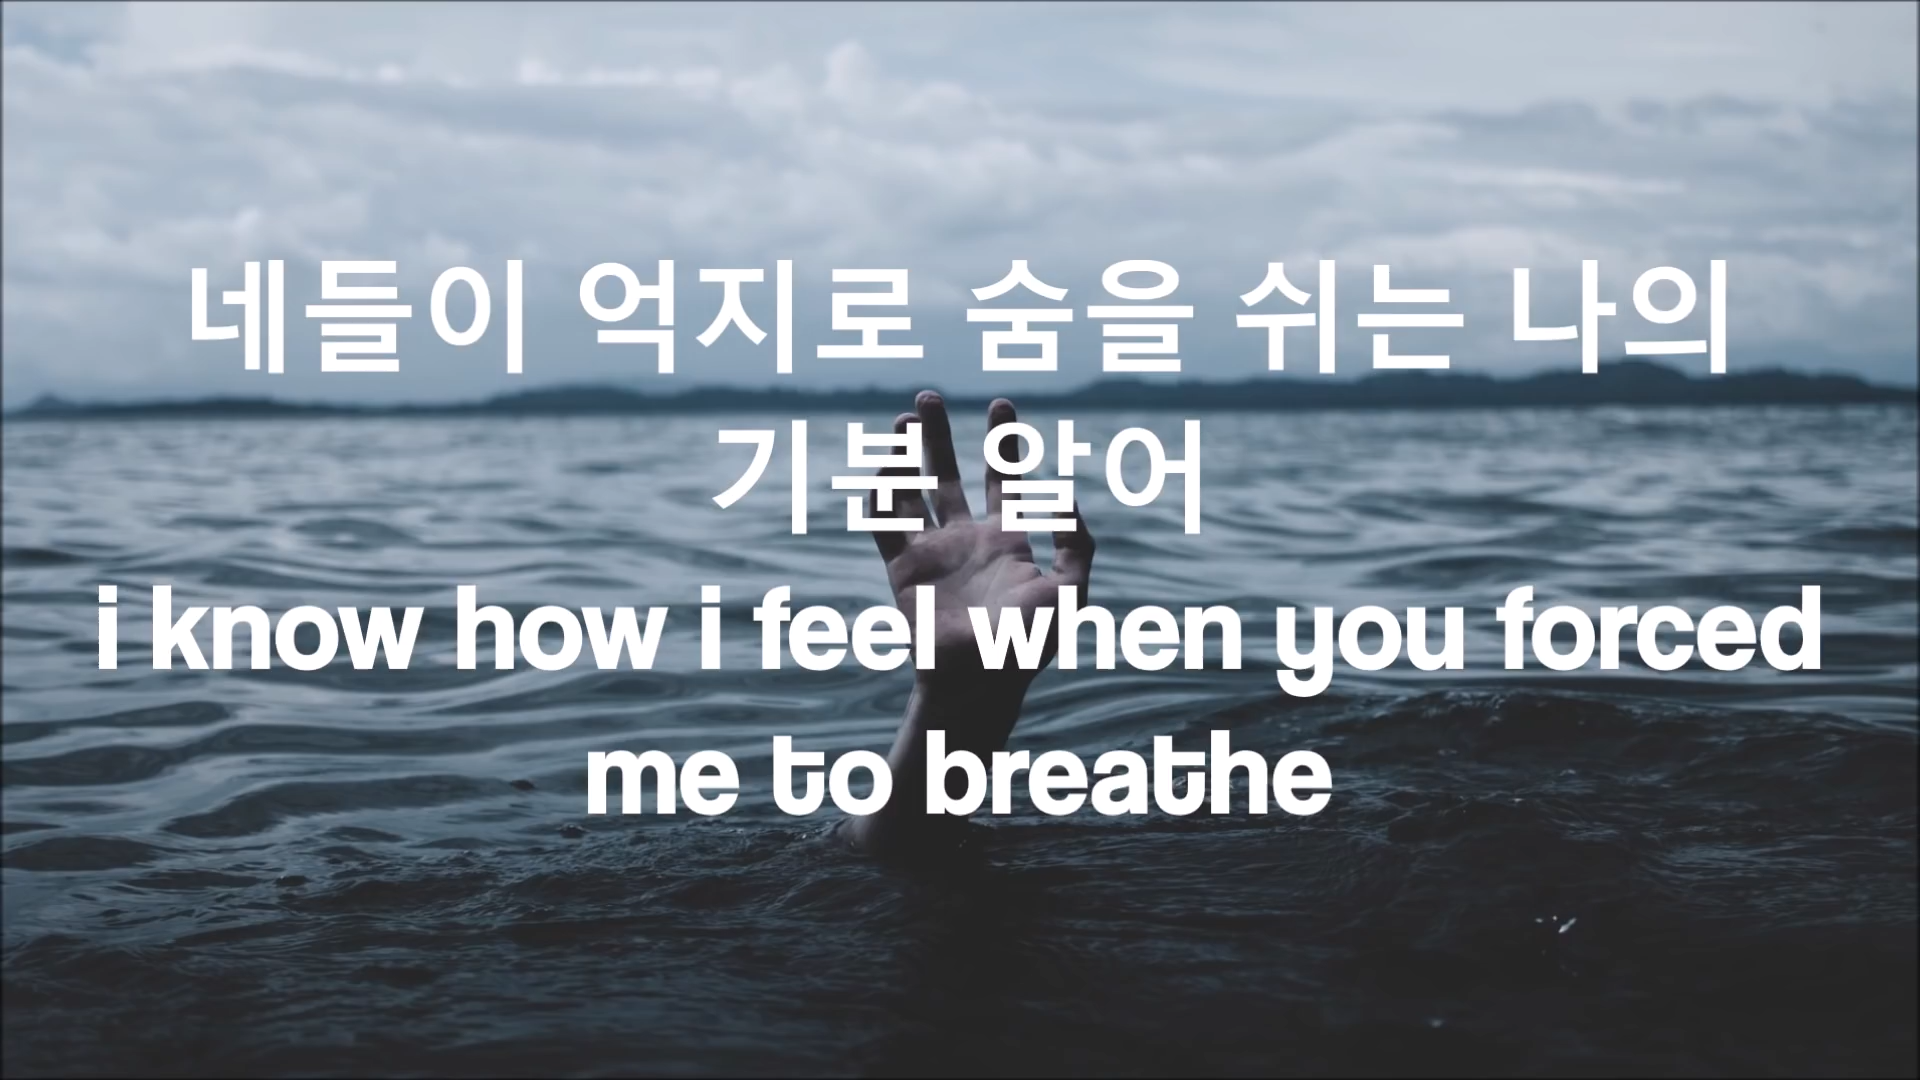 네들이 억지로 숨을 쉬는 나의
기분 알어
i know how i feel when you forced
me to breathe